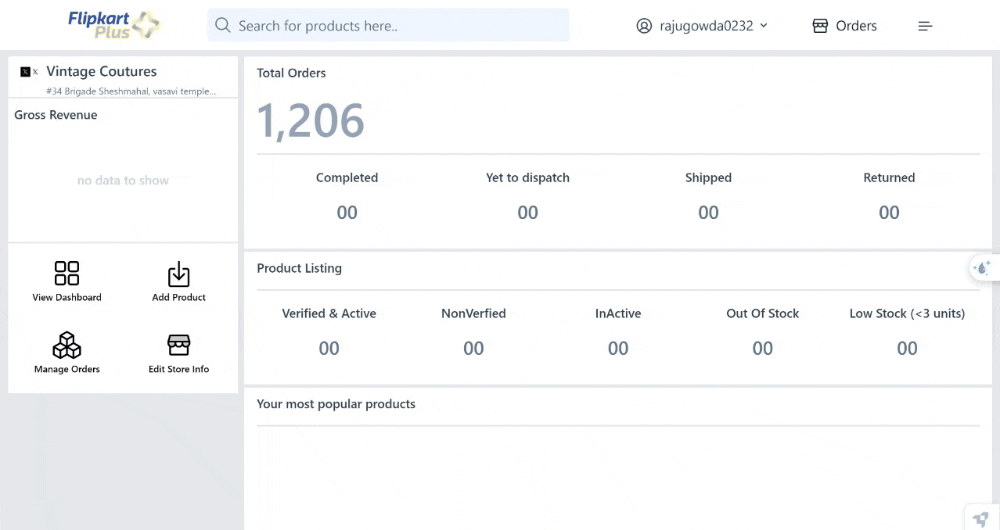 Flipkart
Plus
Search for products here..
rajugowda0232
Orders
Vintage Coutures
#34 Brigade Sheshmahal, vasavi temple...
Gross Revenue
no data to show
View Dashboard
Add Product
Manage Orders
Edit Store Info
Total Orders
1,206
Completed
Yet to dispatch
Shipped
Returned
00
00
00
00
Product Listing
Verified & Active
NonVerfied
InActive
Out Of Stock
Low Stock (<3 units)
00
00
00
00
00
Your most popular products